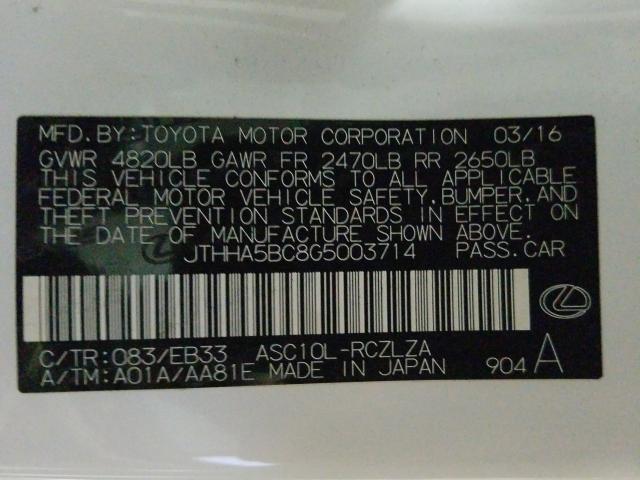 MFD. BY: TOYOTA MOTOR CORPORATION 03/16
GVWR 4820LB GAWR FR 2470LB RR 2650LB
THIS VEHICLE CONFORMS TO ALL APPLICABLE
FEDERAL MOTOR VEHICLE SAFETY, BUMPER, AND
THEFT PREVENTION STANDARDS IN EFFECT ON
THE DATE OF MANUFACTURE SHOWN ABOVE.
JTHHA5BC8G5003714 PASS. CAR
C/TR: 083/EB33 ASC10L-RCZLZA
A/TM: A01A/AA81E MADE IN JAPAN 904 A